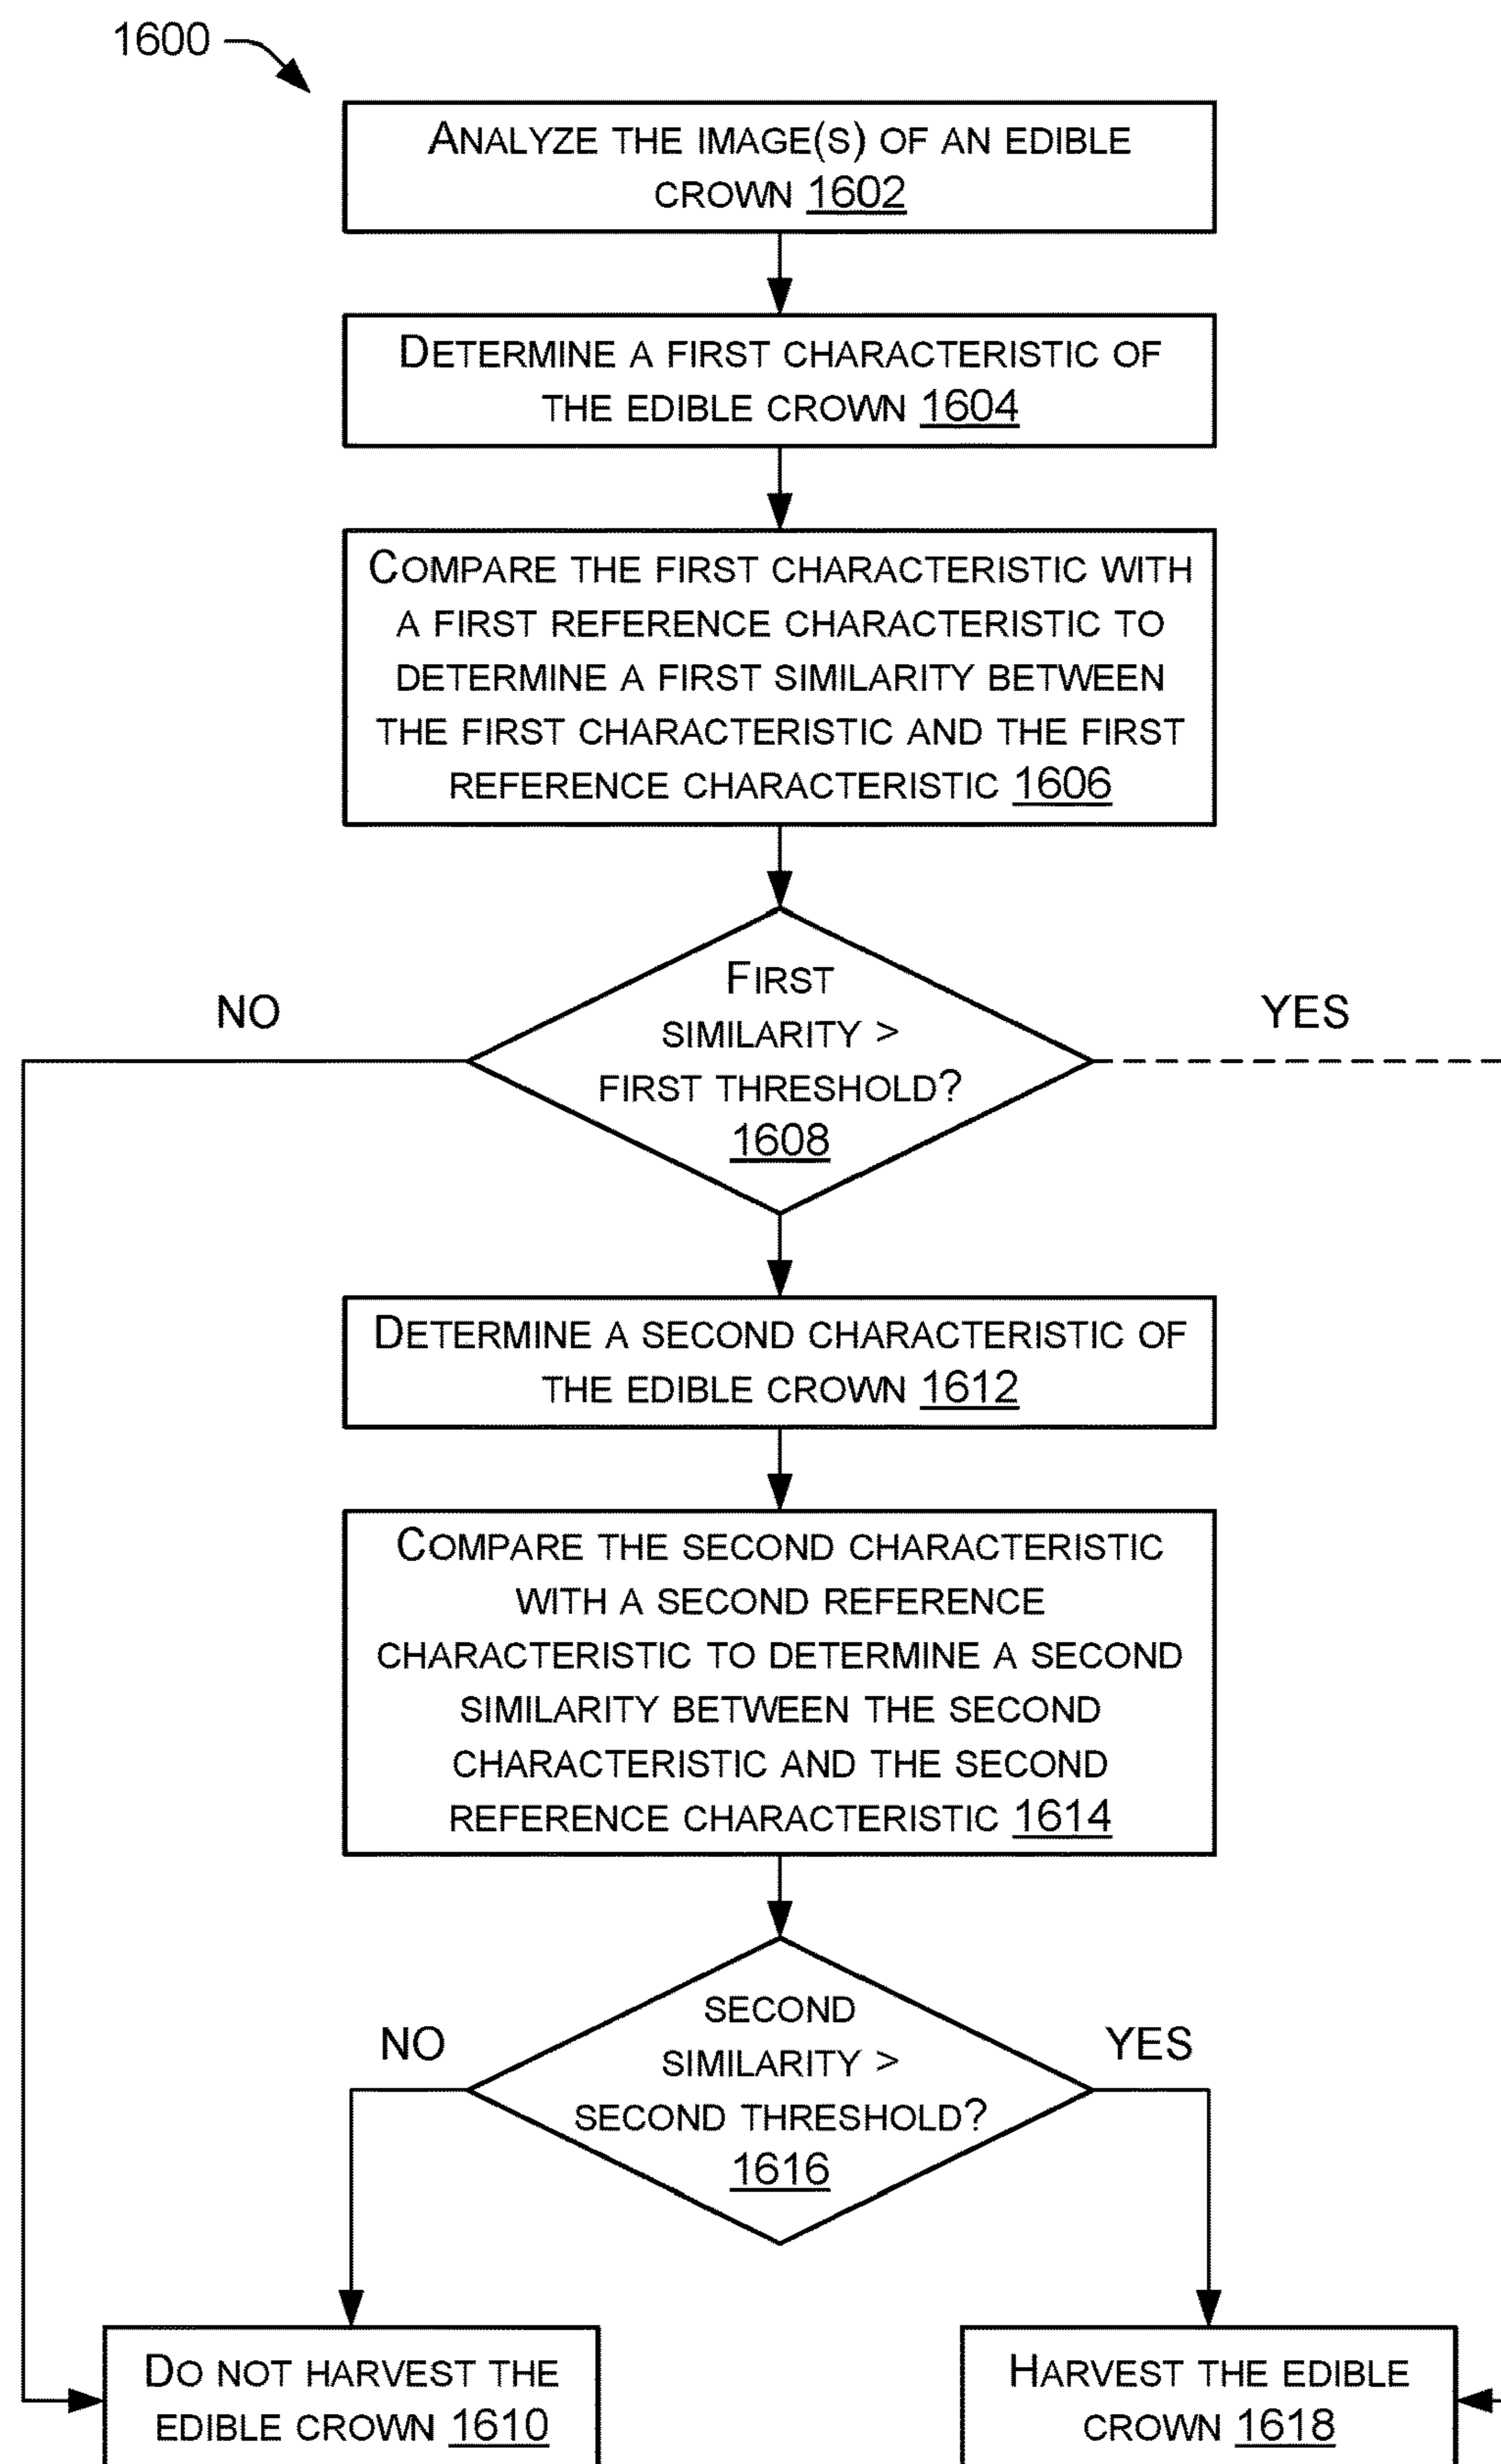 1600
ANALYZE THE IMAGE(S) OF AN EDIBLE
CROWN 1602
DETERMINE A FIRST CHARACTERISTIC OF
THE EDIBLE CROWN 1604
COMPARE THE FIRST CHARACTERISTIC WITH
A FIRST REFERENCE CHARACTERISTIC TO
DETERMINE A FIRST SIMILARITY BETWEEN
THE FIRST CHARACTERISTIC AND THE FIRST
REFERENCE CHARACTERISTIC 1606
FIRST
SIMILARITY >
FIRST THRESHOLD?
1608
NO
YES
DETERMINE A SECOND CHARACTERISTIC OF
THE EDIBLE CROWN 1612
COMPARE THE SECOND CHARACTERISTIC
WITH A SECOND REFERENCE
CHARACTERISTIC TO DETERMINE A SECOND
SIMILARITY BETWEEN THE SECOND
CHARACTERISTIC AND THE SECOND
REFERENCE CHARACTERISTIC 1614
SECOND
SIMILARITY >
SECOND THRESHOLD?
1616
NO
YES
DO NOT HARVEST THE
EDIBLE CROWN 1610
HARVEST THE EDIBLE
CROWN 1618